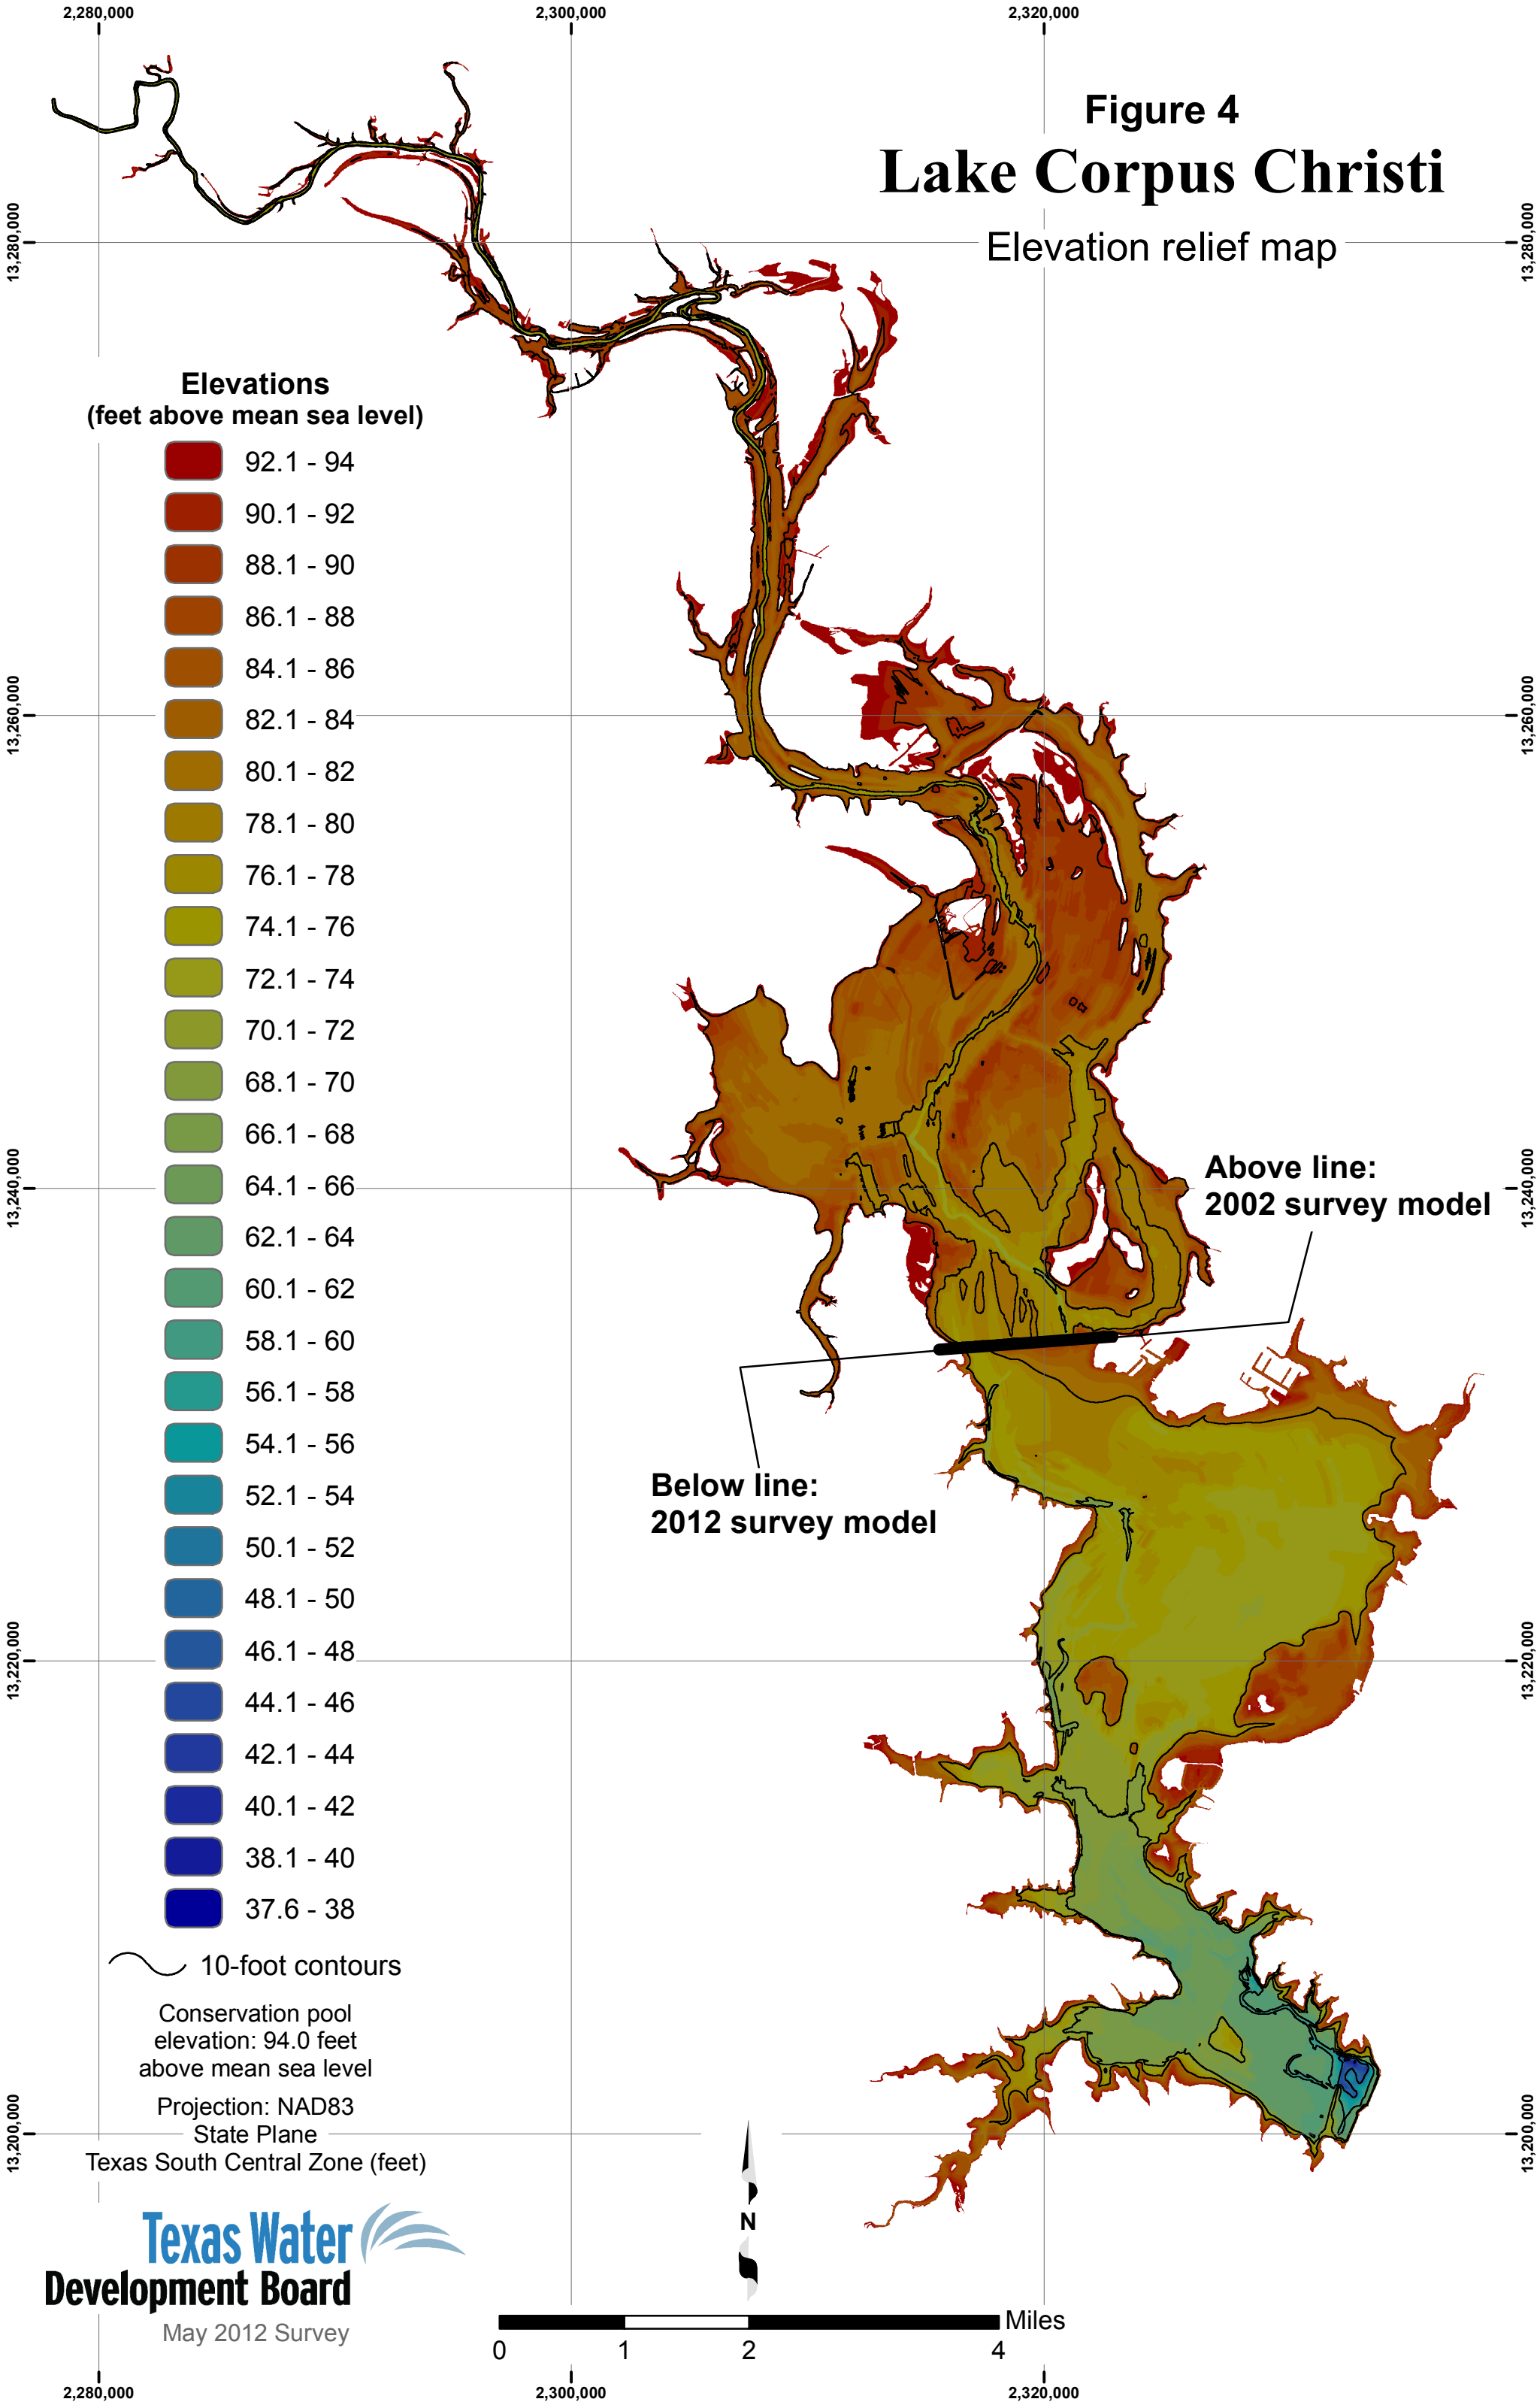 2,280,000
2,300,000
2,320,000
Figure 4
Lake Corpus Christi
Elevation relief map
13,280,000
13,280,000
Elevations
(feet above mean sea level)
92.1 - 94
90.1 - 92
88.1 - 90
86.1 - 88
84.1 - 86
82.1 - 84
80.1 - 82
78.1 - 80
76.1 - 78
74.1 - 76
72.1 - 74
70.1 - 72
68.1 - 70
66.1 - 68
64.1 - 66
62.1 - 64
60.1 - 62
58.1 - 60
56.1 - 58
54.1 - 56
52.1 - 54
50.1 - 52
48.1 - 50
46.1 - 48
44.1 - 46
42.1 - 44
40.1 - 42
38.1 - 40
37.6 - 38
10-foot contours
Conservation pool
elevation: 94.0 feet
above mean sea level
Projection: NAD83
State Plane
Texas South Central Zone (feet)
13,260,000
13,260,000
13,240,000
13,240,000
Above line:
2002 survey model
Below line:
2012 survey model
13,220,000
13,220,000
13,200,000
13,200,000
Texas Water
Development Board
May 2012 Survey
N
Miles
0
1
2
4
2,280,000
2,300,000
2,320,000